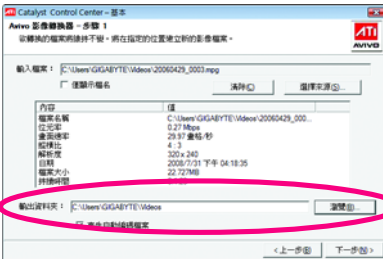 Catalyst Control Center－基本
Avivo 影像轉換器－步驟 1
欲轉換的檔案將維持不變。將在指定的位置建立新的影像檔案。
ATI
AVIVO
輸入檔案： C:\Users\GIGABYTE\Videos\20060429_0003.mpg
僅顯示檔名 清除(C) 選擇來源(S)...
內容 值
檔案名稱 C:\Users\GIGABYTE\Videos\20060429_000...
位元率 0.27 Mbps
畫面速率 29.97 畫格/秒
縱橫比 4 : 3
解析度 320 x 240
日期 2008/7/31 下午 04:18:35
檔案大小 22.727MB
持續時間
輸出資料夾： C:\Users\GIGABYTE\Videos 瀏覽(B)...
<上一步(B) 下一步(N)>